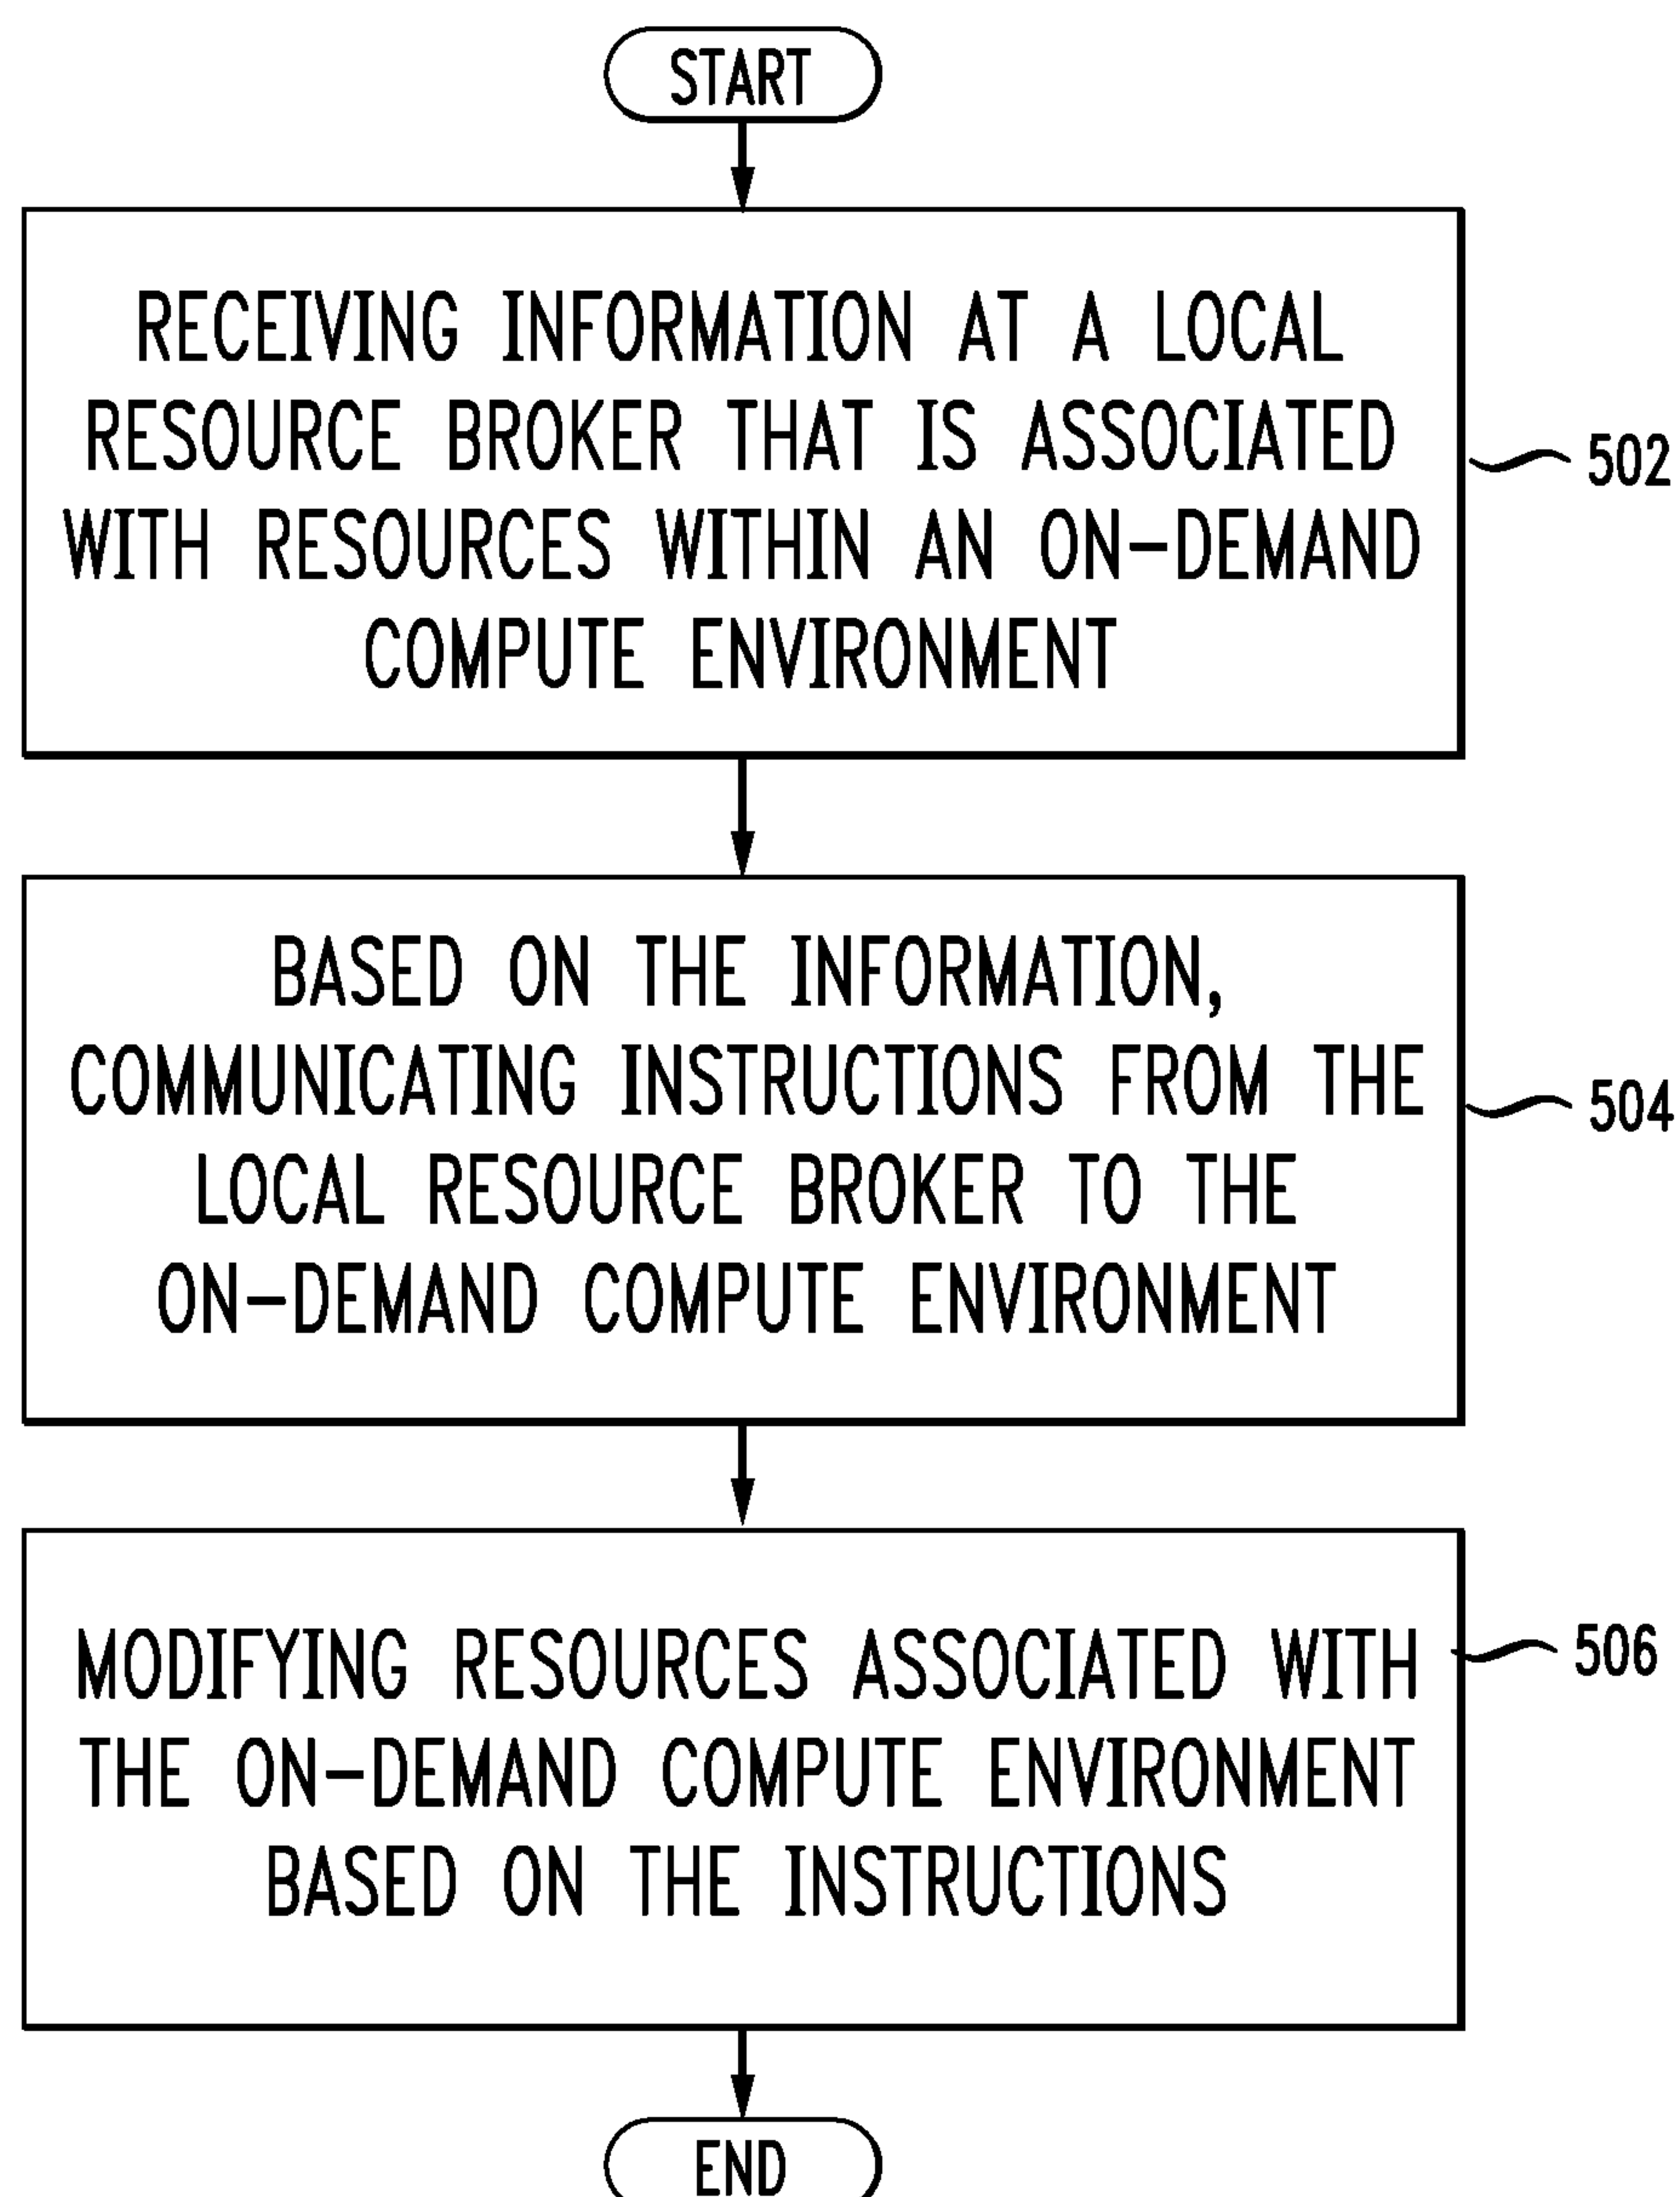 START
RECEIVING INFORMATION AT A LOCAL
RESOURCE BROKER THAT IS ASSOCIATED
WITH RESOURCES WITHIN AN ON-DEMAND
COMPUTE ENVIRONMENT
502
BASED ON THE INFORMATION,
COMMUNICATING INSTRUCTIONS FROM THE
LOCAL RESOURCE BROKER TO THE
ON-DEMAND COMPUTE ENVIRONMENT
504
MODIFYING RESOURCES ASSOCIATED WITH
THE ON-DEMAND COMPUTE ENVIRONMENT
BASED ON THE INSTRUCTIONS
506
END